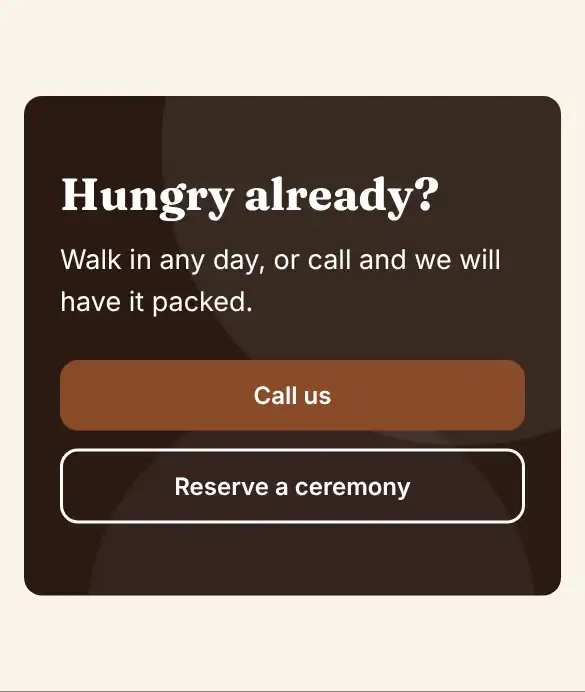 Hungry already?
Walk in any day, or call and we will
have it packed.
Call us
Reserve a ceremony